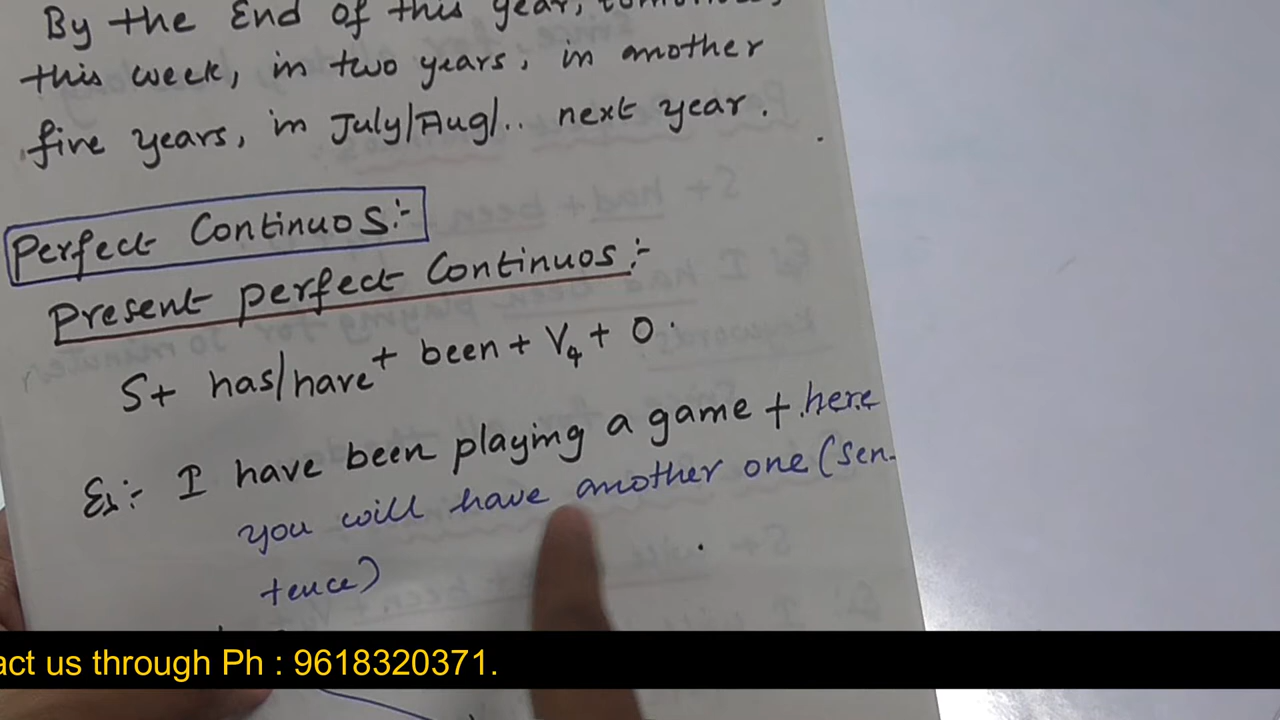 By the End of this year,
this week, in two years, in another
five years, in July/Aug/.. next year.
Perfect Continuos:-
Present perfect Continuos:-
S+ has/have + been + V4 + O.
Ex:- I have been playing a game + here
you will have another one (sen-
tence)
act us through Ph : 9618320371.